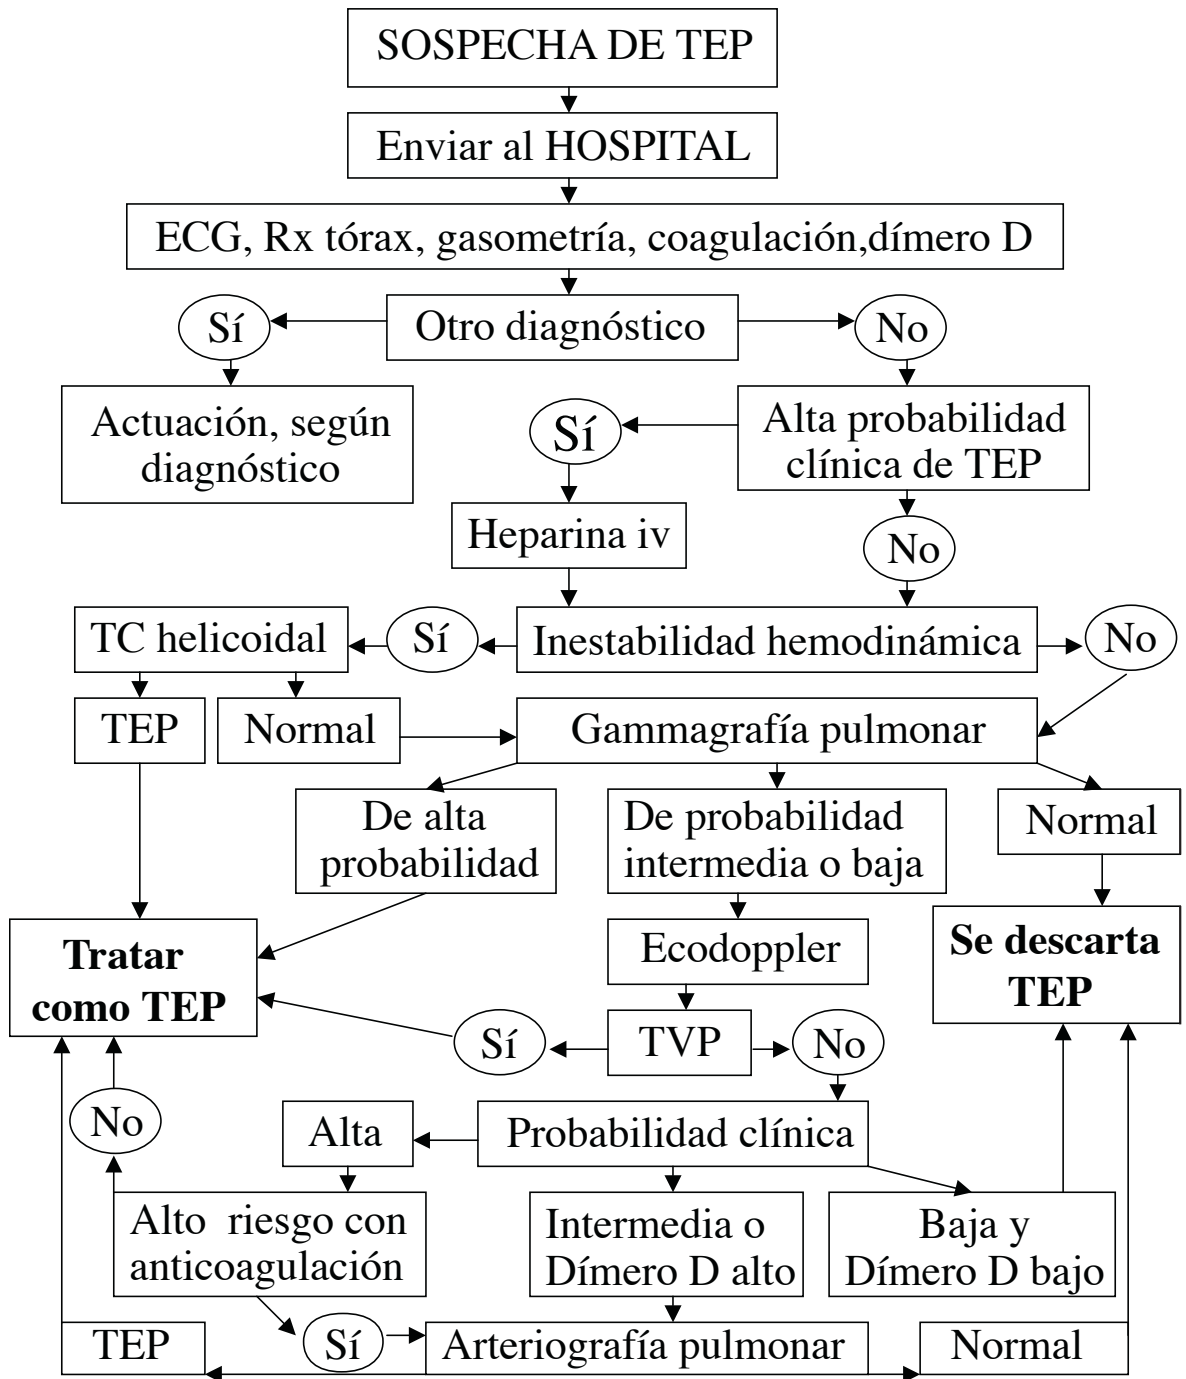 SOSPECHA DE TEP
Enviar al HOSPITAL
ECG, Rx tórax, gasometría, coagulación,dímero D
Sí
Otro diagnóstico
No
Actuación, según
diagnóstico
Sí
Alta probabilidad
clínica de TEP
Heparina iv
No
TC helicoidal
Sí
Inestabilidad hemodinámica
No
TEP
Normal
Gammagrafía pulmonar
De alta
probabilidad
De probabilidad
intermedia o baja
Normal
Tratar
como TEP
Ecodoppler
Se descarta
TEP
Sí
TVP
No
No
Alta
Probabilidad clínica
Alto riesgo con
anticoagulación
Intermedia o
Dímero D alto
Baja y
Dímero D bajo
TEP
Sí
Arteriografía pulmonar
Normal